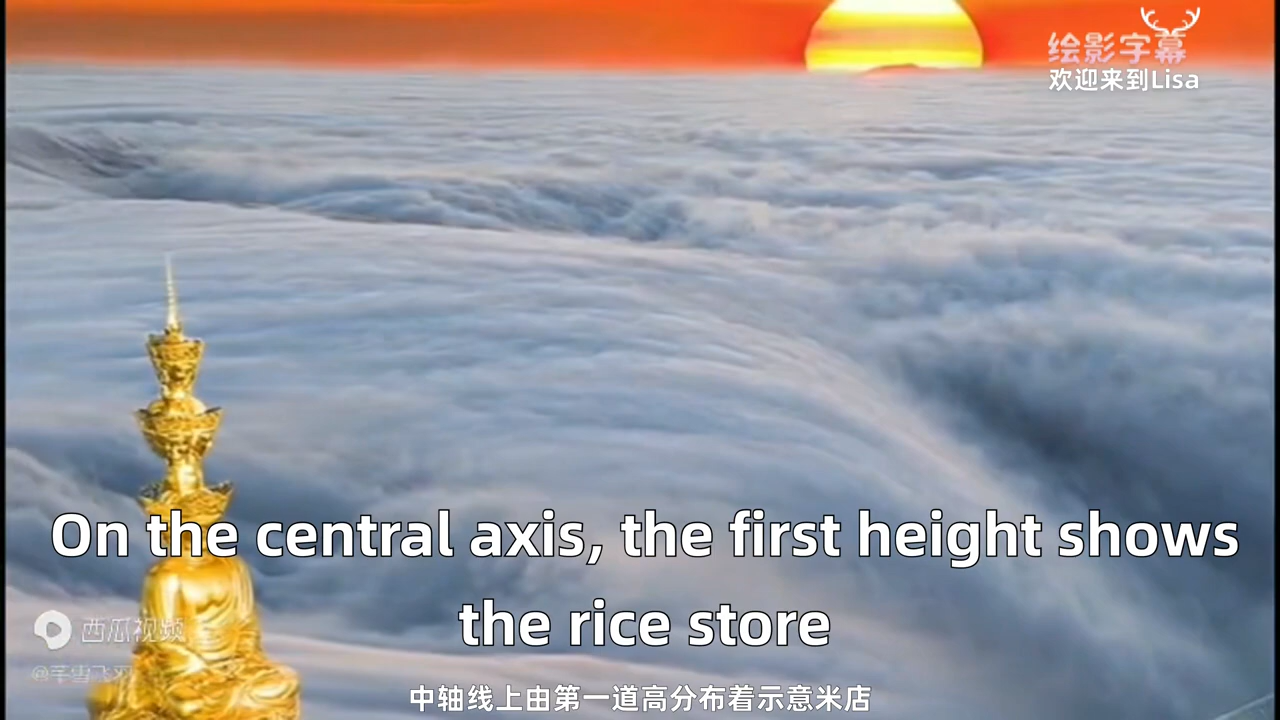 绘影字幕
欢迎来到Lisa
On the central axis, the first height shows
the rice store
西瓜视频
中轴线上由第一道高分布着示意米店